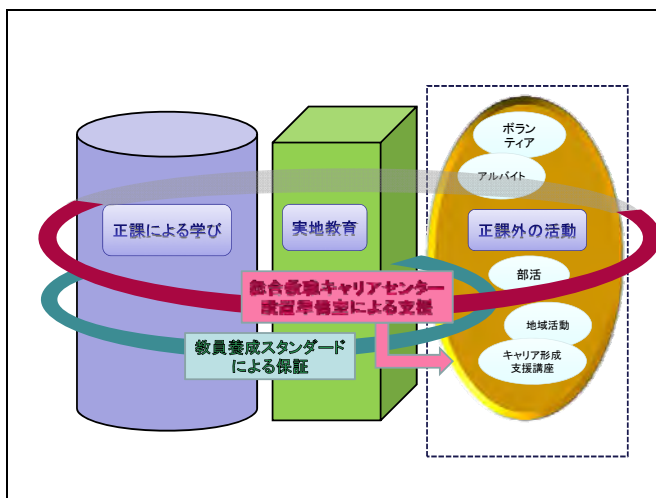 ボラン
ティア
アルバイト
正課による学び
実地教育
正課外の活動
部活
総合教職キャリアセンター
設置準備室による支援
地域活動
教員養成スタンダード
による保証
キャリア形成
支援講座